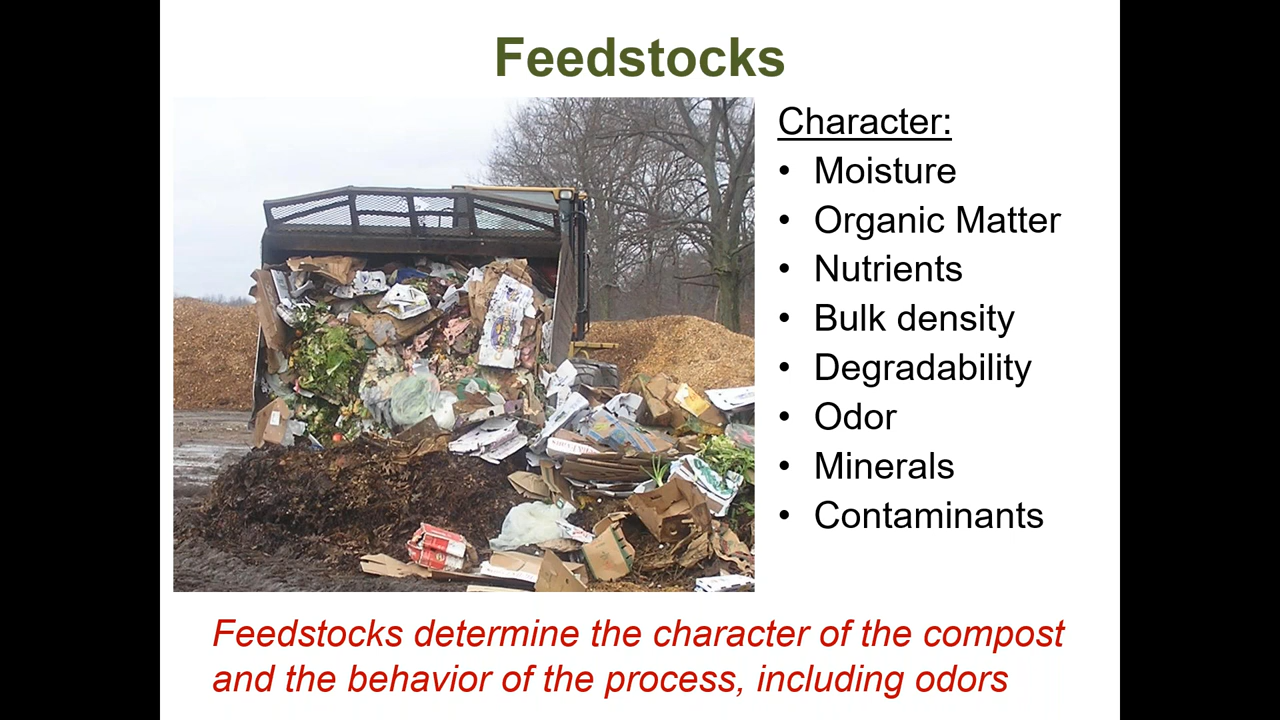 Feedstocks
Character:
• Moisture
• Organic Matter
• Nutrients
• Bulk density
• Degradability
• Odor
• Minerals
• Contaminants
Feedstocks determine the character of the compost
and the behavior of the process, including odors